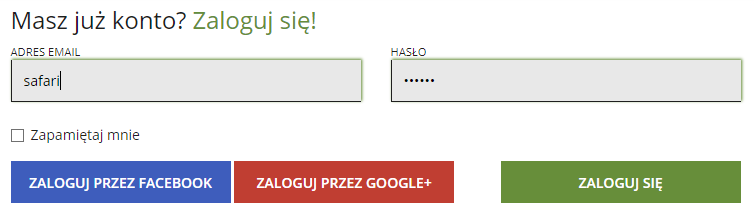 Masz już konto? Zaloguj się!
ADRES EMAIL HASŁO
safari ••••••
Zapamiętaj mnie
ZALOGUJ PRZEZ FACEBOOK ZALOGUJ PRZEZ GOOGLE+ ZALOGUJ SIĘ